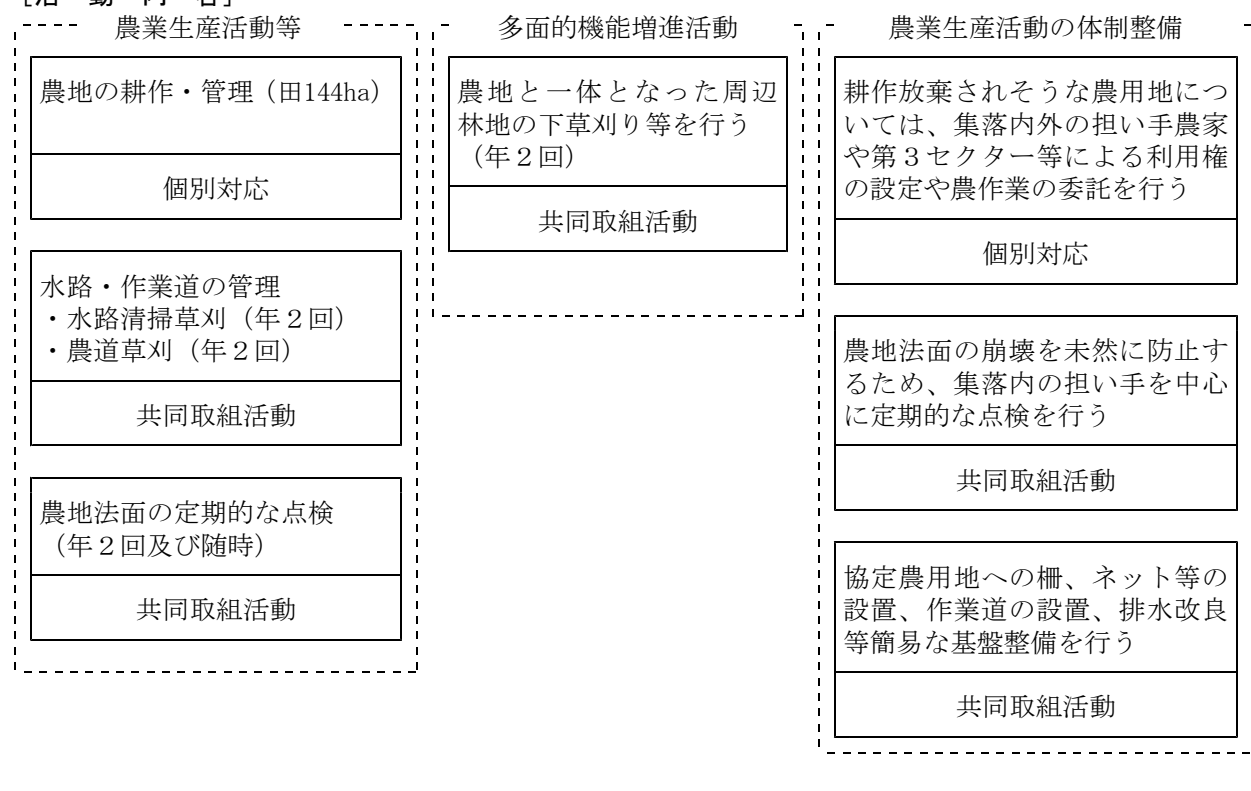 [活 動 内 容]
農業生産活動等
農地の耕作・管理（田144ha）
個別対応
水路・作業道の管理
・水路清掃草刈（年２回）
・農道草刈（年２回）
共同取組活動
農地法面の定期的な点検
（年２回及び随時）
共同取組活動
多面的機能増進活動
農地と一体となった周辺
林地の下草刈り等を行う
（年２回）
共同取組活動
農業生産活動の体制整備
耕作放棄されそうな農用地につ
いては、集落内外の担い手農家
や第３セクター等による利用権
の設定や農作業の委託を行う
個別対応
農地法面の崩壊を未然に防止す
るため、集落内の担い手を中心
に定期的な点検を行う
共同取組活動
協定農用地への柵、ネット等の
設置、作業道の設置、排水改良
等簡易な基盤整備を行う
共同取組活動